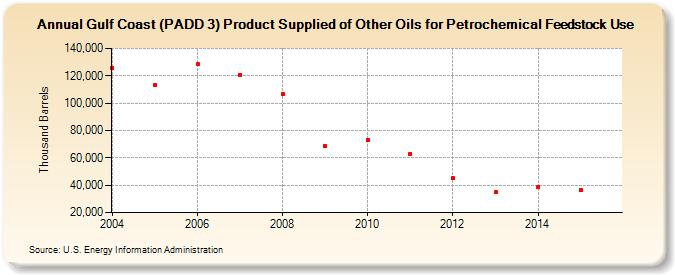 Annual Gulf Coast (PADD 3) Product Supplied of Other Oils for Petrochemical Feedstock Use
Thousand Barrels
140,000
120,000
100,000
80,000
60,000
40,000
20,000
2004 2006 2008 2010 2012 2014
Source: U.S. Energy Information Administration